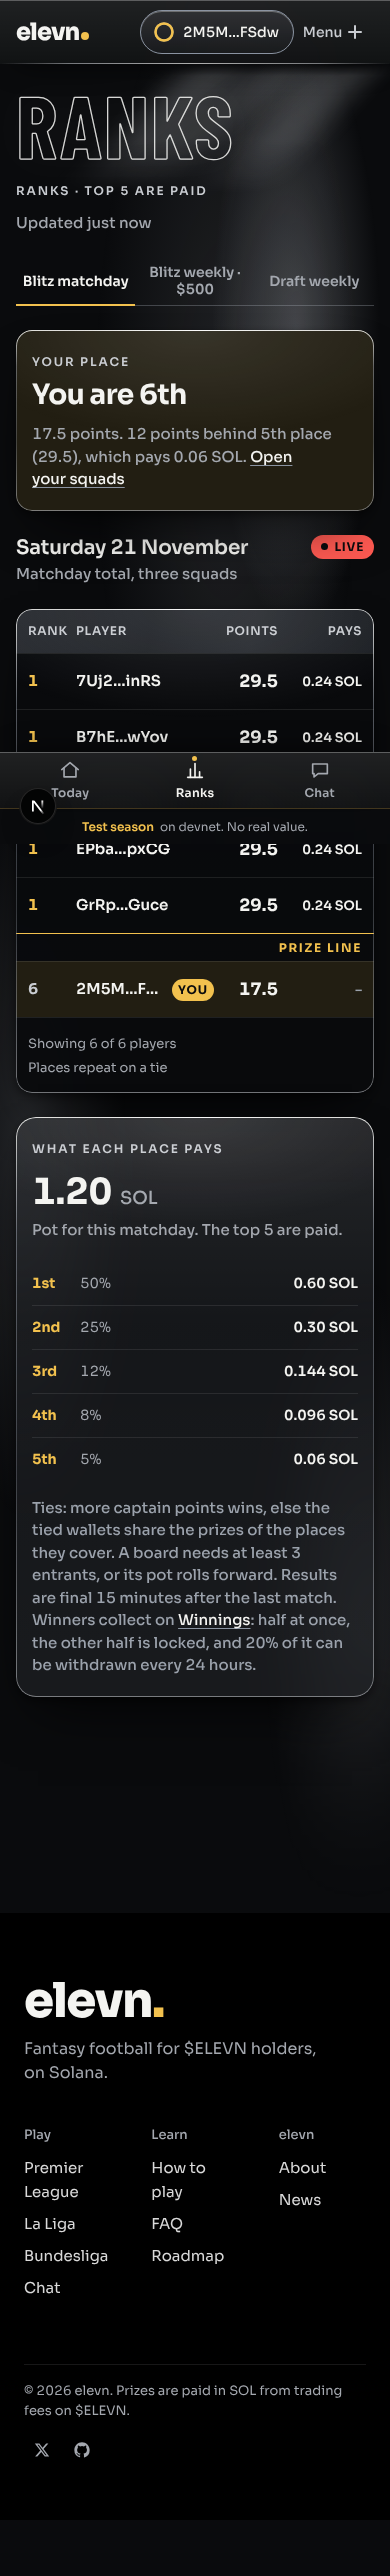 elevn.
2M5M...FSdw
Menu
RANKS
RANKS · TOP 5 ARE PAID
Updated just now
Blitz matchday
Blitz weekly ·
$500
Draft weekly
YOUR PLACE
You are 6th
17.5 points. 12 points behind 5th place
(29.5), which pays 0.06 SOL. Open
your squads
Saturday 21 November
LIVE
Matchday total, three squads
RANK PLAYER POINTS PAYS
1 7Uj2...inRS 29.5 0.24 SOL
1 B7hE...wYov 29.5 0.24 SOL
Today
Ranks
Chat
N
Test season on devnet. No real value.
1 EPba...pxCG 29.5 0.24 SOL
1 GrRp...Guce 29.5 0.24 SOL
PRIZE LINE
6 2M5M...F... YOU 17.5 –
Showing 6 of 6 players
Places repeat on a tie
WHAT EACH PLACE PAYS
1.20 SOL
Pot for this matchday. The top 5 are paid.
1st 50% 0.60 SOL
2nd 25% 0.30 SOL
3rd 12% 0.144 SOL
4th 8% 0.096 SOL
5th 5% 0.06 SOL
Ties: more captain points wins, else the
tied wallets share the prizes of the places
they cover. A board needs at least 3
entrants, or its pot rolls forward. Results
are final 15 minutes after the last match.
Winners collect on Winnings: half at once,
the other half is locked, and 20% of it can
be withdrawn every 24 hours.
elevn.
Fantasy football for $ELEVN holders,
on Solana.
Play
Premier
League
La Liga
Bundesliga
Chat
Learn
How to
play
FAQ
Roadmap
elevn
About
News
© 2026 elevn. Prizes are paid in SOL from trading
fees on $ELEVN.